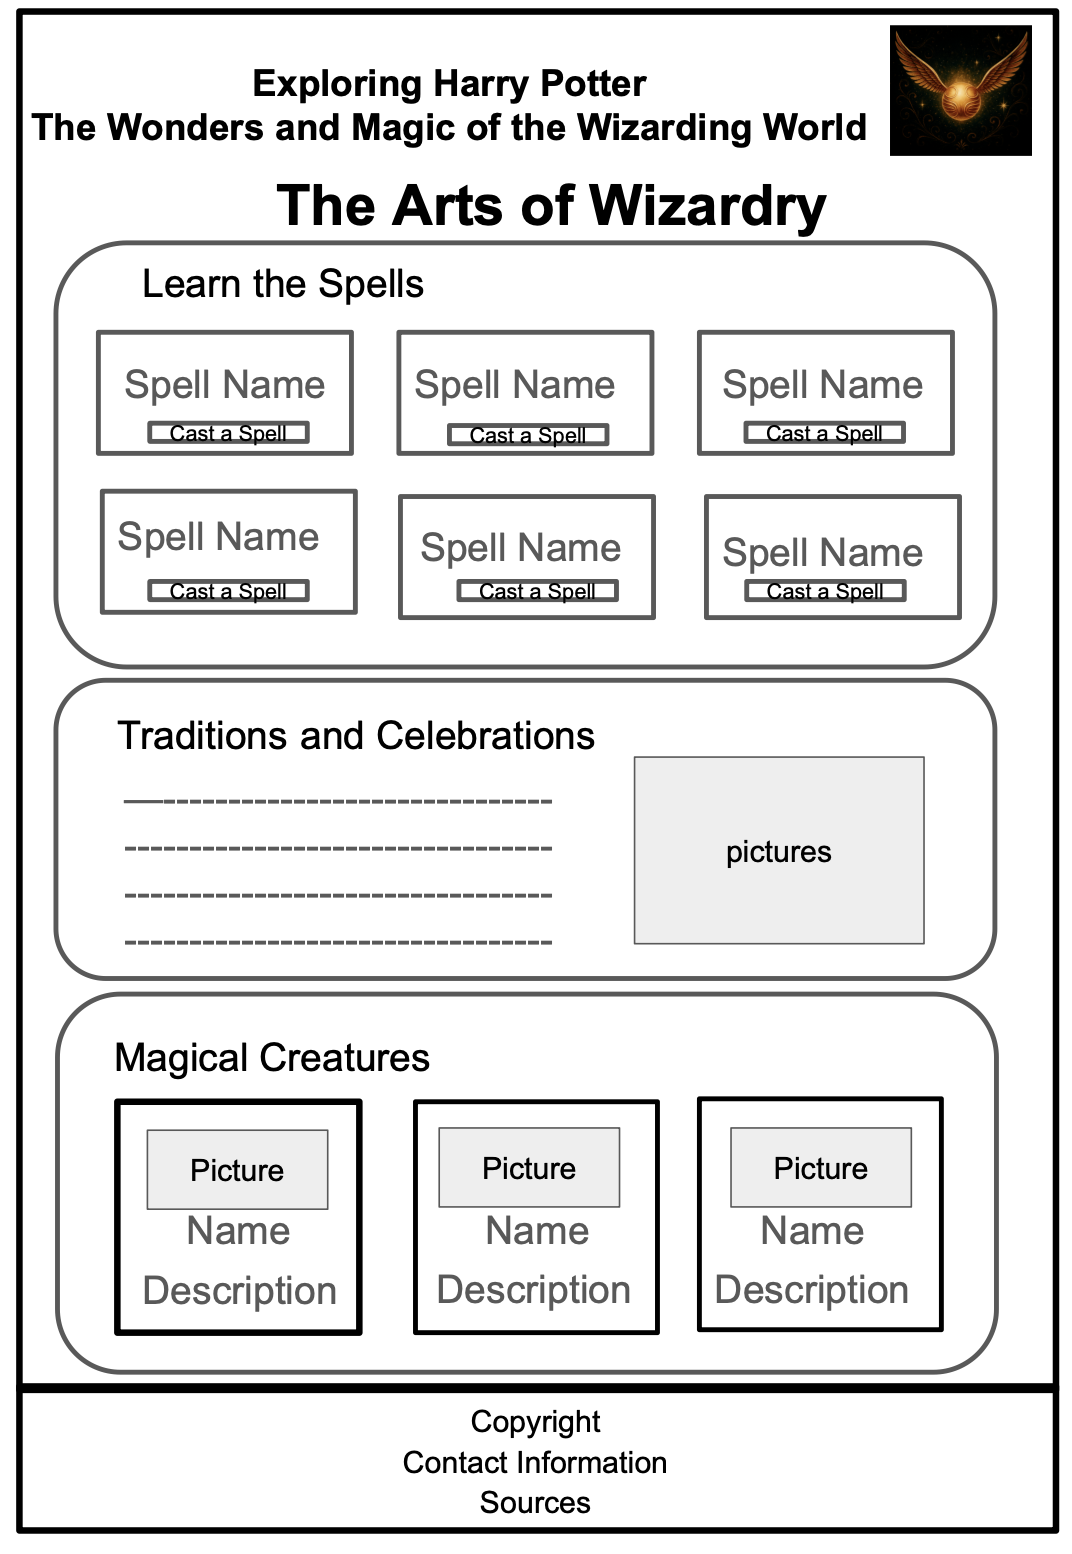 Exploring Harry Potter
The Wonders and Magic of the Wizarding World
The Arts of Wizardry
Learn the Spells
Spell Name
Cast a Spell
Spell Name
Cast a Spell
Spell Name
Cast a Spell
Spell Name
Cast a Spell
Spell Name
Cast a Spell
Spell Name
Cast a Spell
Traditions and Celebrations
pictures
Magical Creatures
Picture
Name
Description
Picture
Name
Description
Picture
Name
Description
Copyright
Contact Information
Sources